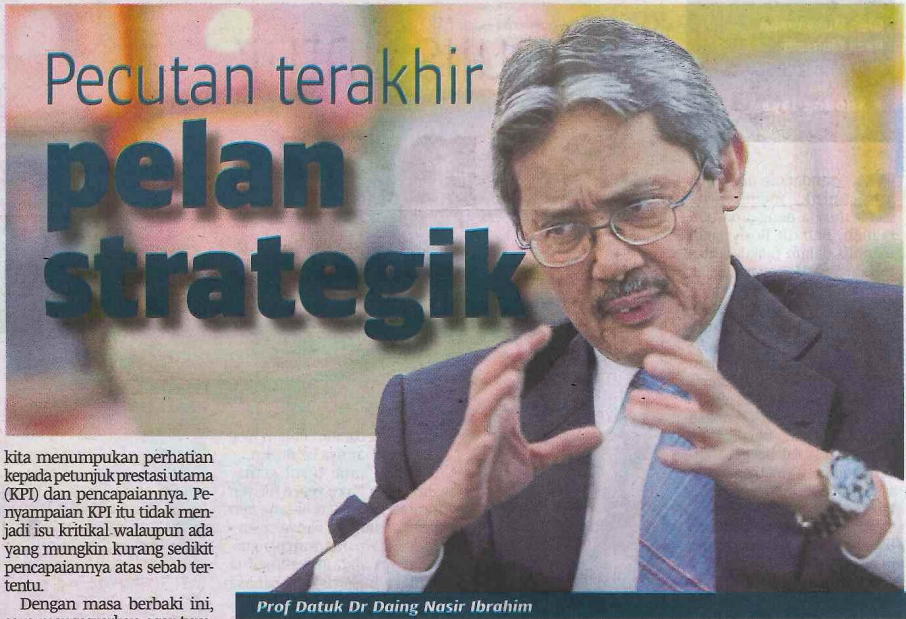 Pecutan terakhir
pelan
strategik
kita menumpukan perhatian
kepada petunjuk prestasi utama
(KPI) dan pencapaiannya. Pe-
nyampaian KPI itu tidak men-
jadi isu kritikal walaupun ada
yang mungkin kurang sedikit
pencapaiannya atas sebab ter-
tentu.
Dengan masa berbaki ini,
Prof Datuk Dr Daing Nasir Ibrahim